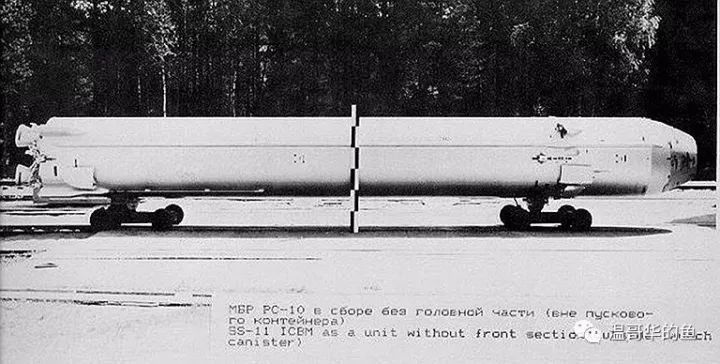 МБР РС-10 в сборе без головной части (вне пусково-
го контейнера)
SS-11 ICBM as a unit without front section
canister)
温哥华的鱼